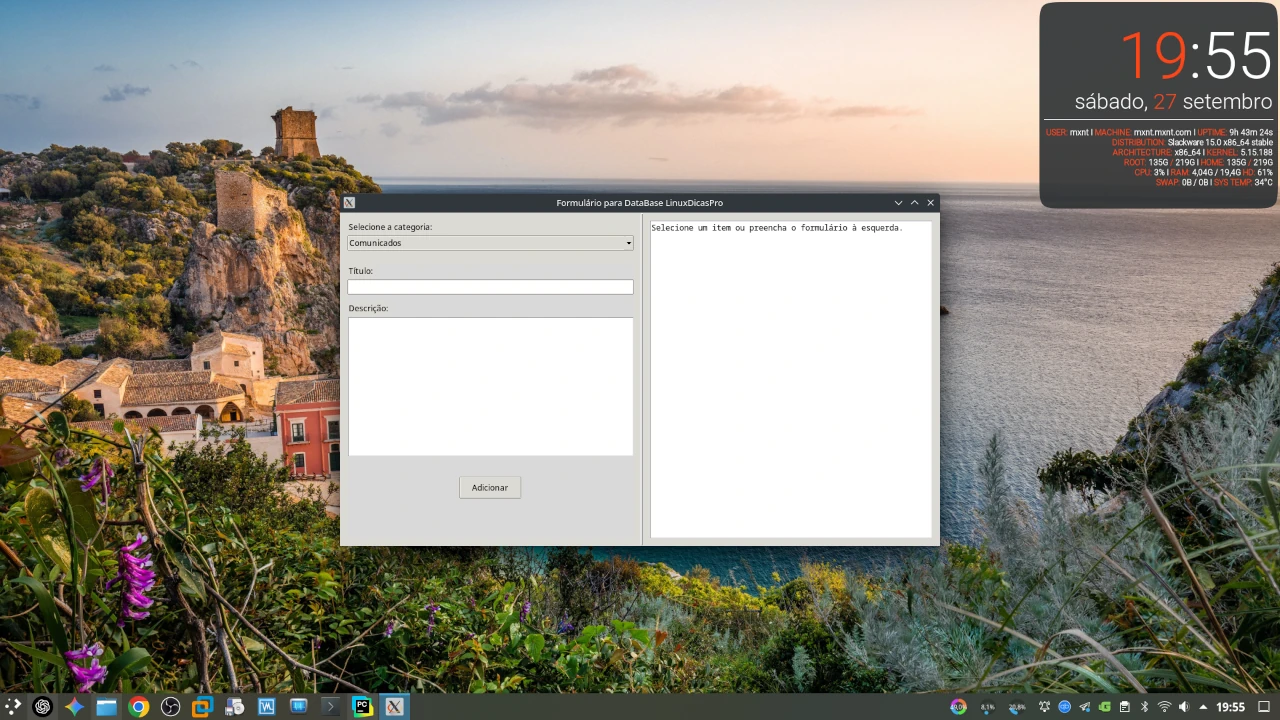 19:55
sábado, 27 setembro
USER: mxnt I MACHINE: mxnt.mxnt.com I UPTIME: 9h 43m 24s
DISTRIBUTION: Slackware 15.0 x86_64 stable
ARCHITECTURE: x86_64 I KERNEL: 5.15.188
ROOT: 135G / 219G I HOME: 135G / 219G
CPU: 3% I RAM: 4,04G / 19,4G HD: 61%
SWAP: 0B / 0B I SYS TEMP: 34°C
Formulário para DataBase LinuxDicasPro
Selecione a categoria:
Comunicados
Título:
Descrição:
Adicionar
Selecione um item ou preencha o formulário à esquerda.
PC
8,1%
20,8%
19:55